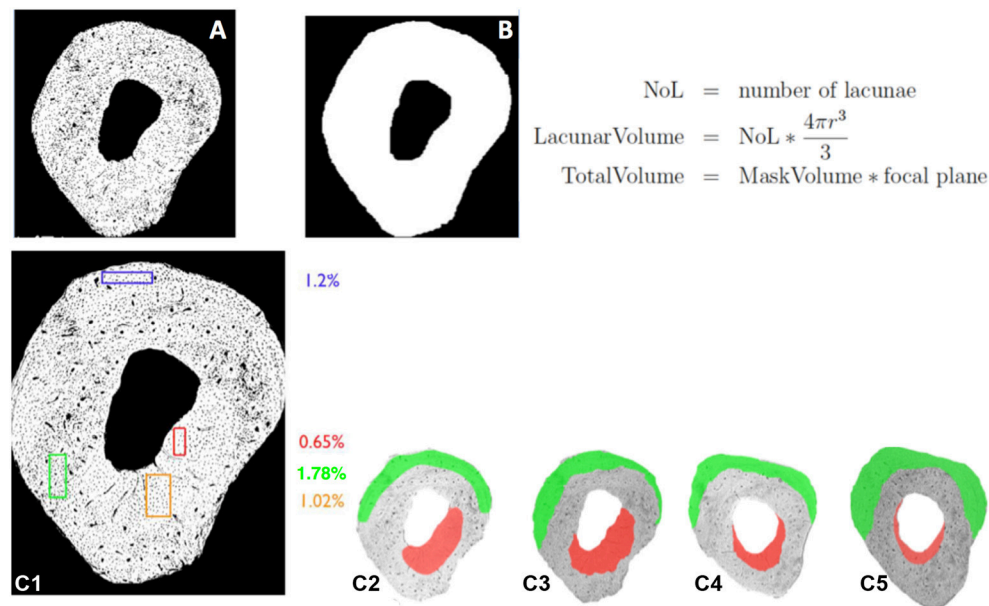 A
B
NoL = number of lacunae
LacunarVolume = NoL * 4πr³/3
TotalVolume = MaskVolume * focal plane
1.2%
0.65%
1.78%
1.02%
C1
C2
C3
C4
C5